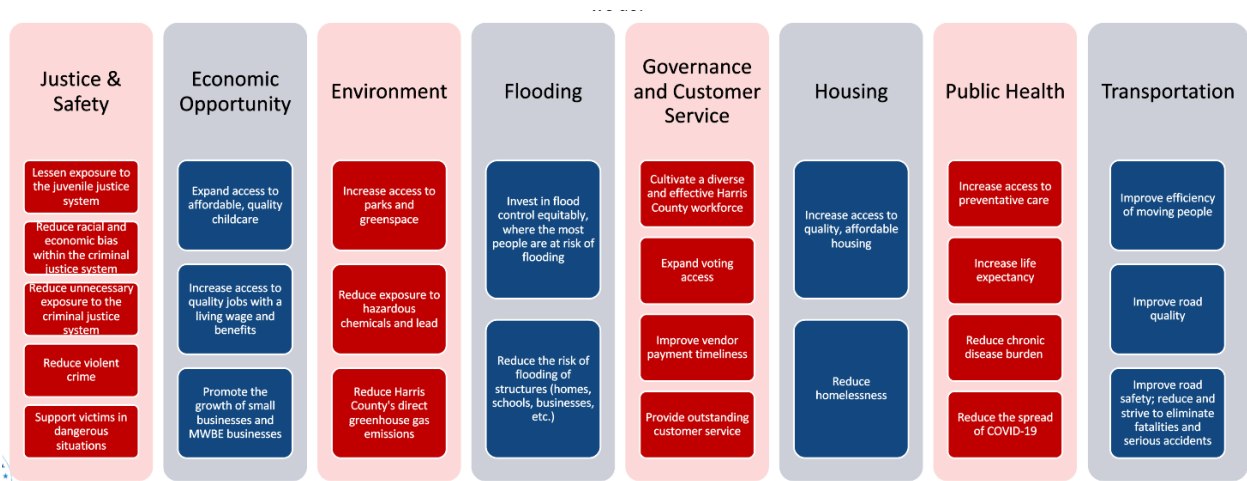 Justice &
Safety
Lessen exposure to
the juvenile justice
system
Reduce racial and
economic bias
within the criminal
justice system
Reduce unnecessary
exposure to the
criminal justice
system
Reduce violent
crime
Support victims in
dangerous
situations
Economic
Opportunity
Expand access to
affordable, quality
childcare
Increase access to
quality jobs with a
living wage and
benefits
Promote the
growth of small
businesses and
MWBE businesses
Environment
Increase access to
parks and
greenspace
Reduce exposure to
hazardous
chemicals and lead
Reduce Harris
County's direct
greenhouse gas
emissions
Flooding
Invest in flood
control equitably,
where the most
people are at risk of
flooding
Reduce the risk of
flooding of
structures (homes,
schools, businesses,
etc.)
Governance
and Customer
Service
Cultivate a diverse
and effective Harris
County workforce
Expand voting
access
Improve vendor
payment timeliness
Provide outstanding
customer service
Housing
Increase access to
quality, affordable
housing
Reduce
homelessness
Public Health
Increase access to
preventative care
Increase life
expectancy
Reduce chronic
disease burden
Reduce the spread
of COVID-19
Transportation
Improve efficiency
of moving people
Improve road
quality
Improve road
safety; reduce and
strive to eliminate
fatalities and
serious accidents